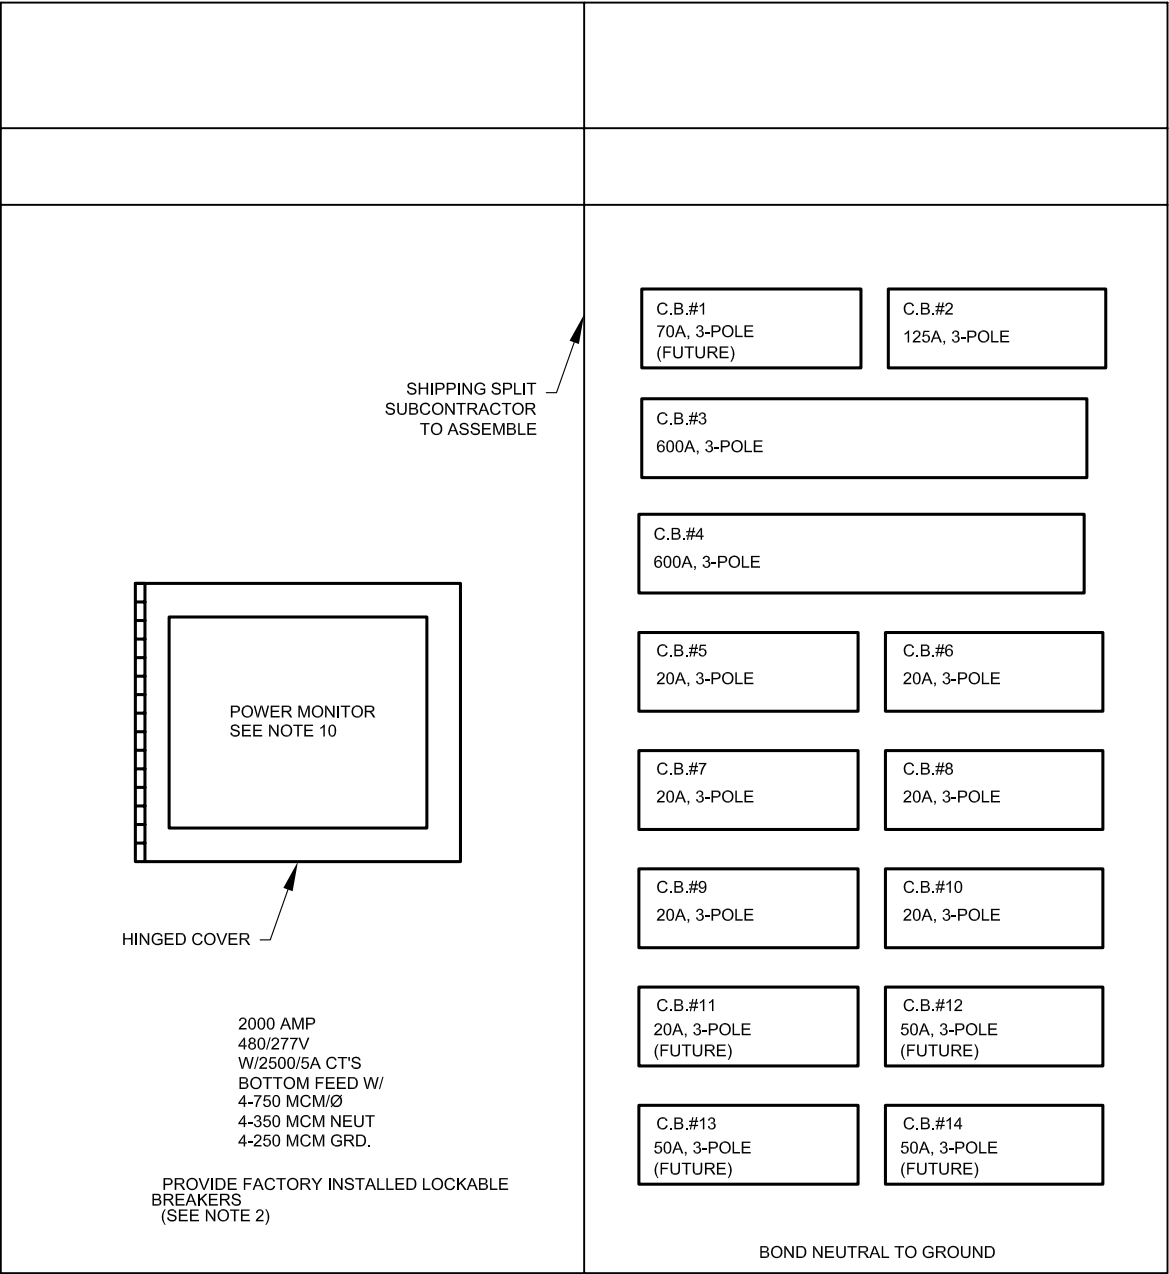 C.B.#1
70A, 3-POLE
(FUTURE)
C.B.#2
125A, 3-POLE
SHIPPING SPLIT
SUBCONTRACTOR
TO ASSEMBLE
C.B.#3
600A, 3-POLE
C.B.#4
600A, 3-POLE
C.B.#5
20A, 3-POLE
C.B.#6
20A, 3-POLE
POWER MONITOR
SEE NOTE 10
C.B.#7
20A, 3-POLE
C.B.#8
20A, 3-POLE
C.B.#9
20A, 3-POLE
C.B.#10
20A, 3-POLE
HINGED COVER
C.B.#11
20A, 3-POLE
(FUTURE)
C.B.#12
50A, 3-POLE
(FUTURE)
2000 AMP
480/277V
W/2500/5A CT'S
BOTTOM FEED W/
4-750 MCM/Ø
4-350 MCM NEUT
4-250 MCM GRD.
C.B.#13
50A, 3-POLE
(FUTURE)
C.B.#14
50A, 3-POLE
(FUTURE)
PROVIDE FACTORY INSTALLED LOCKABLE
BREAKERS
(SEE NOTE 2)
BOND NEUTRAL TO GROUND